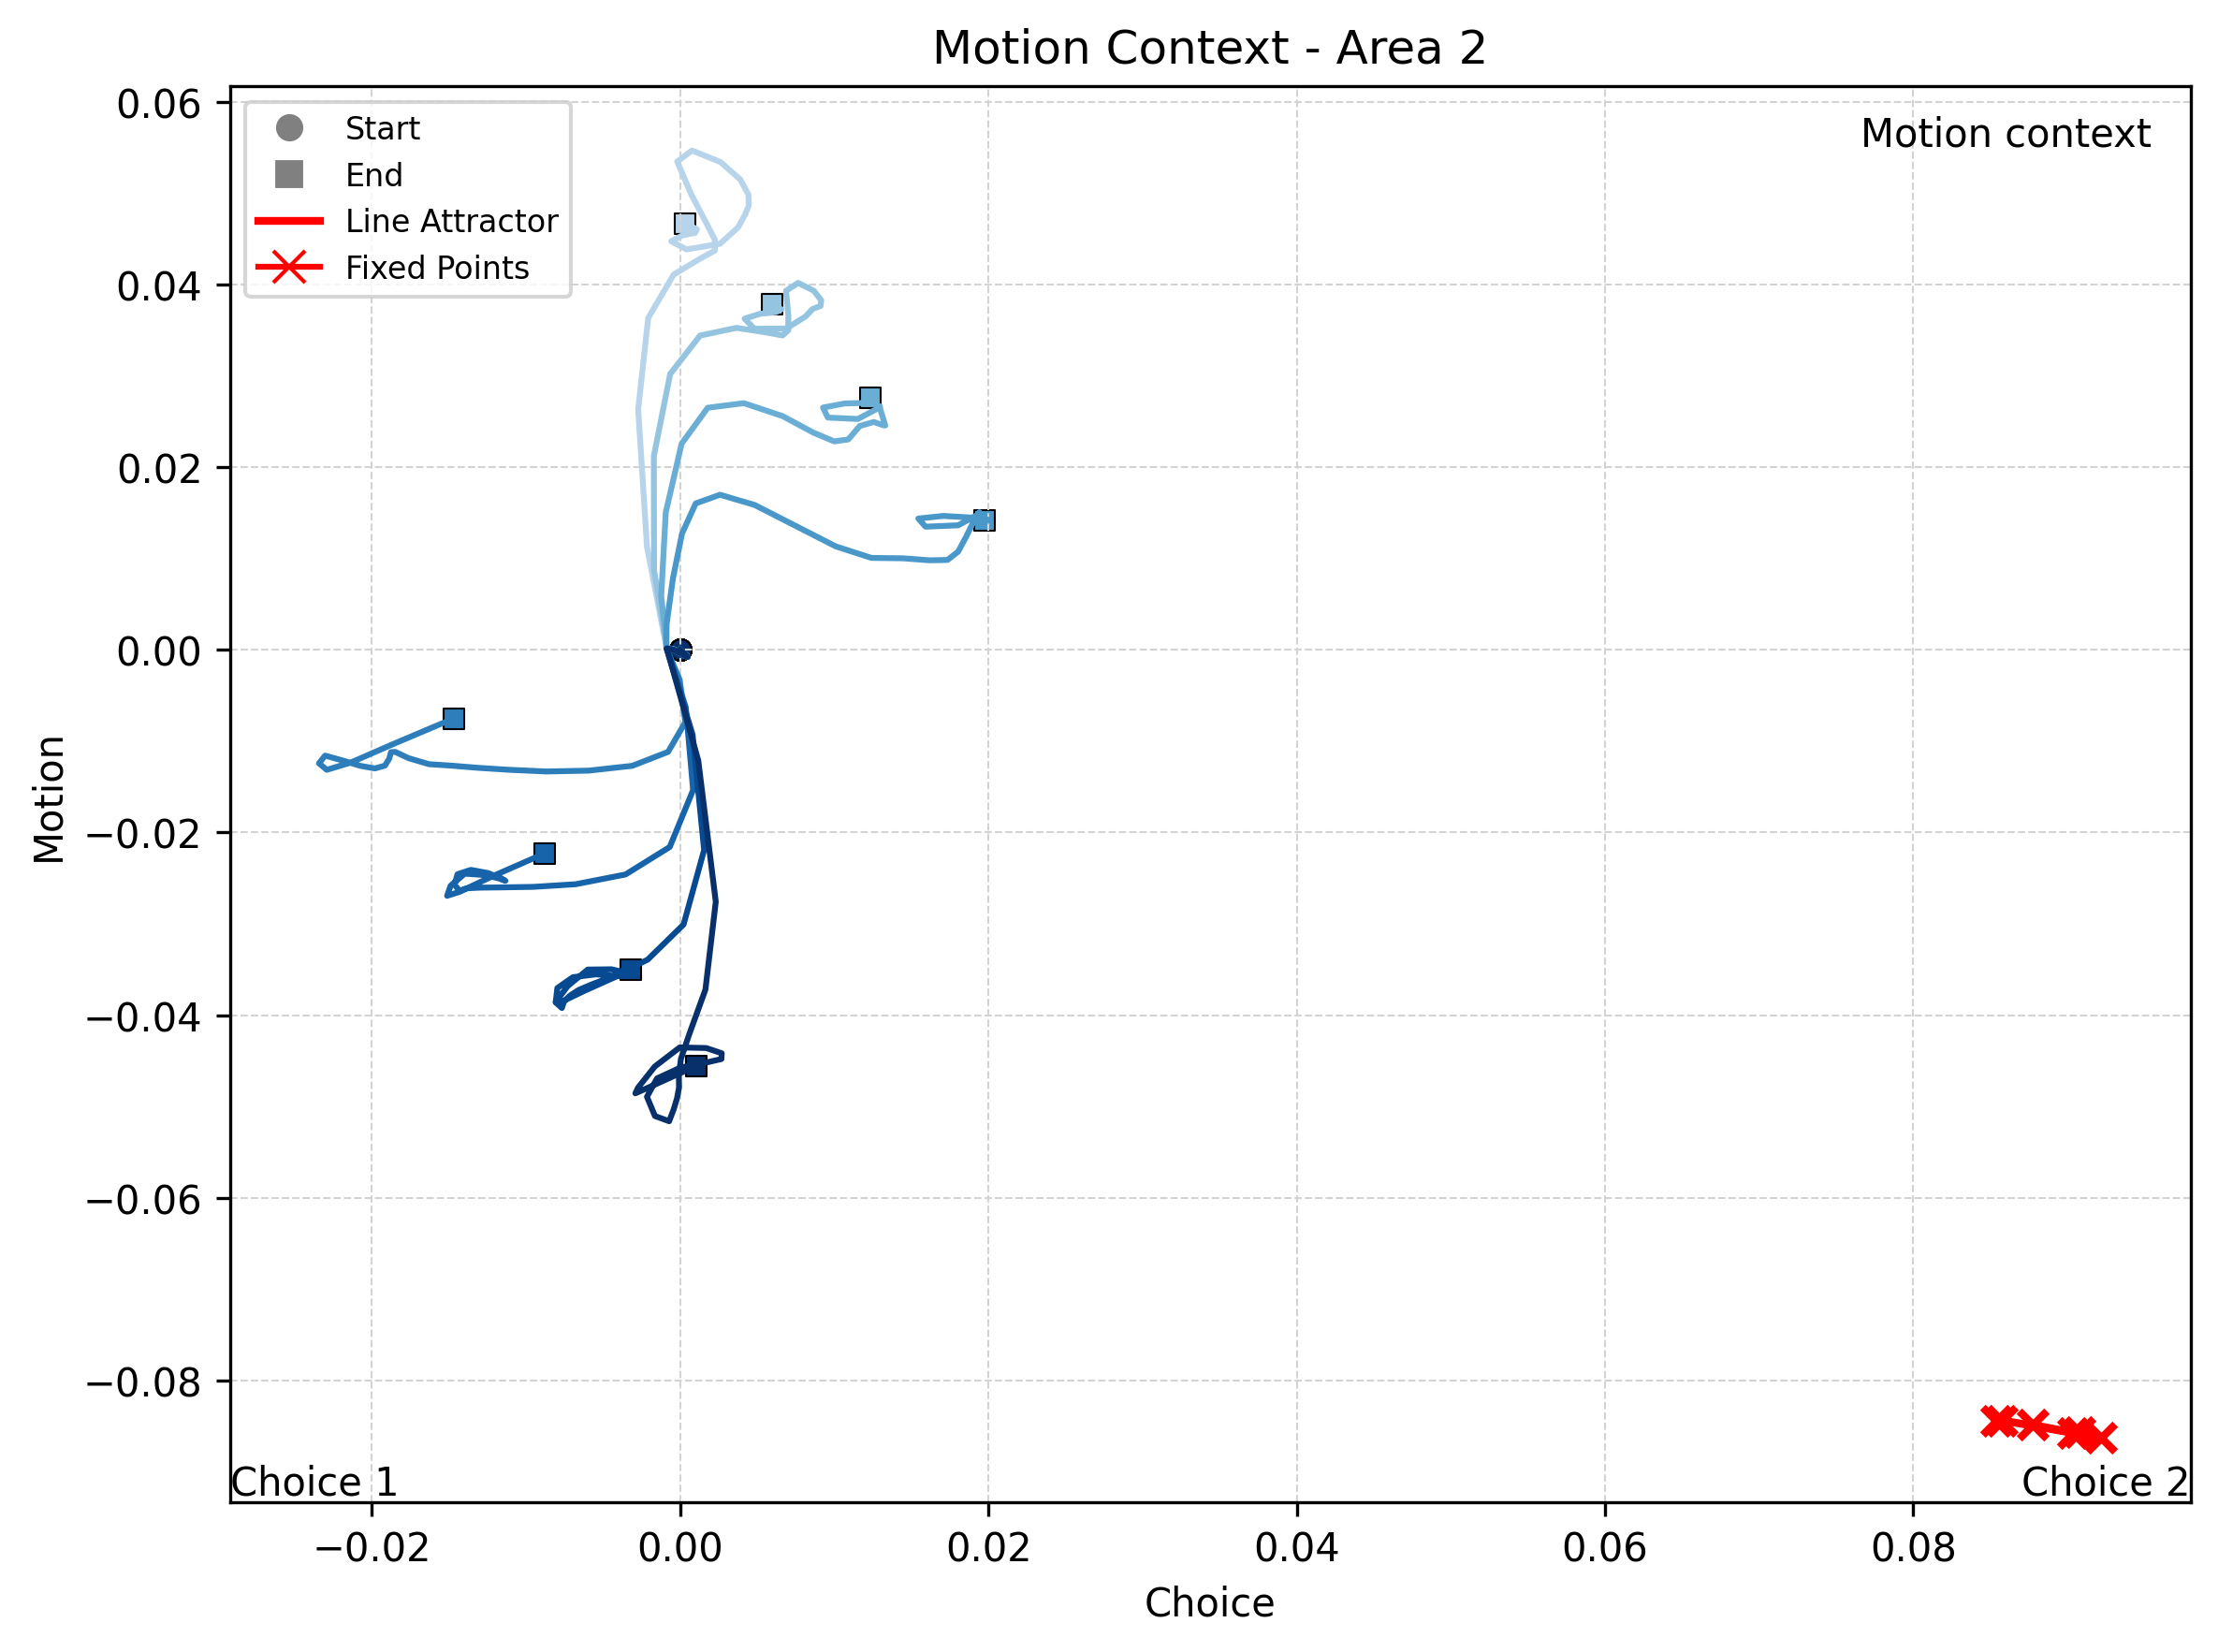 Motion Context - Area 2
Motion context
Start
End
Line Attractor
Fixed Points
0.06
0.04
0.02
0.00
−0.02
−0.04
−0.06
−0.08
Motion
Choice 1
Choice 2
−0.02
0.00
0.02
0.04
0.06
0.08
Choice